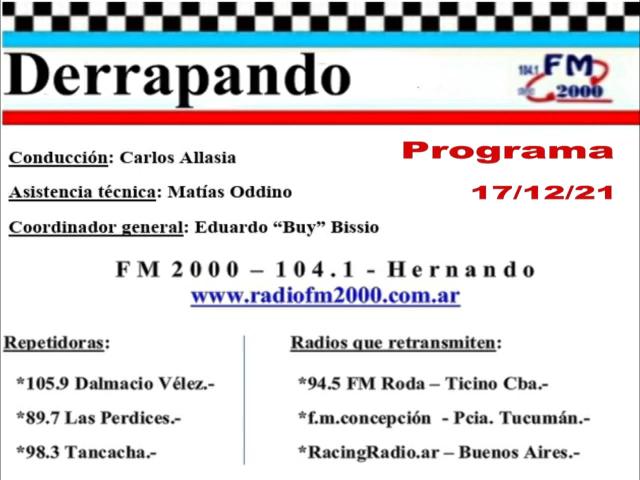 Derrapando
104.1 FM
2000
Conducción: Carlos Allasia
Programa
Asistencia técnica: Matías Oddino
17/12/21
Coordinador general: Eduardo “Buy” Bissio
FM 2000 – 104.1 - Hernando
www.radiofm2000.com.ar
Repetidoras:
*105.9 Dalmacio Vélez.-
*89.7 Las Perdices.-
*98.3 Tancacha.-
Radios que retransmiten:
*94.5 FM Roda – Ticino Cba.-
*f.m.concepción - Pcia. Tucumán.-
*RacingRadio.ar – Buenos Aires.-